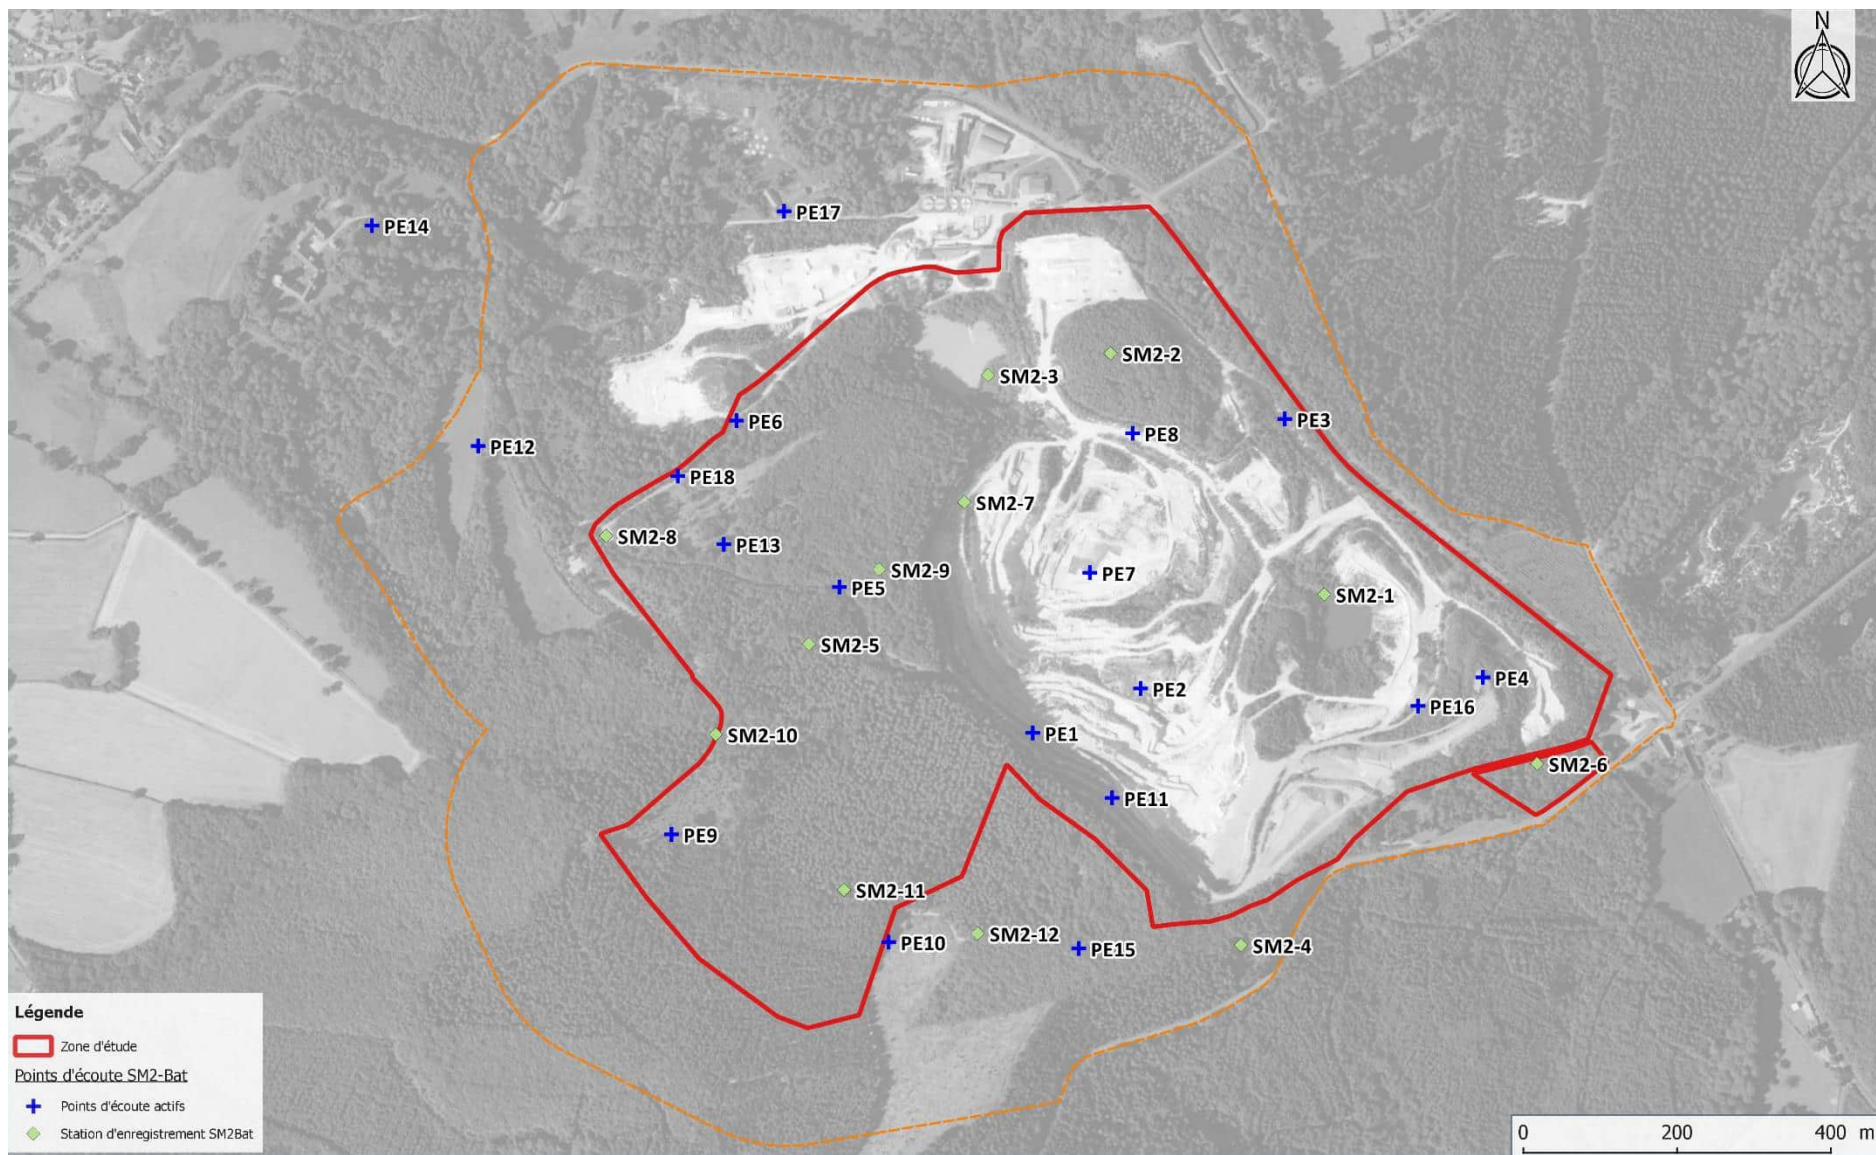 N
PE17
PE14
SM2-2
SM2-3
PE3
PE6
PE8
PE12
PE18
SM2-7
SM2-8
PE13
SM2-9
PE7
PE5
SM2-1
SM2-5
PE4
PE2
PE16
PE1
SM2-10
SM2-6
PE11
PE9
SM2-11
SM2-12
PE10
PE15
SM2-4
Légende
Zone d'étude
Points d'écoute SM2-Bat
Points d'écoute actifs
Station d'enregistrement SM2Bat
0 200 400 m